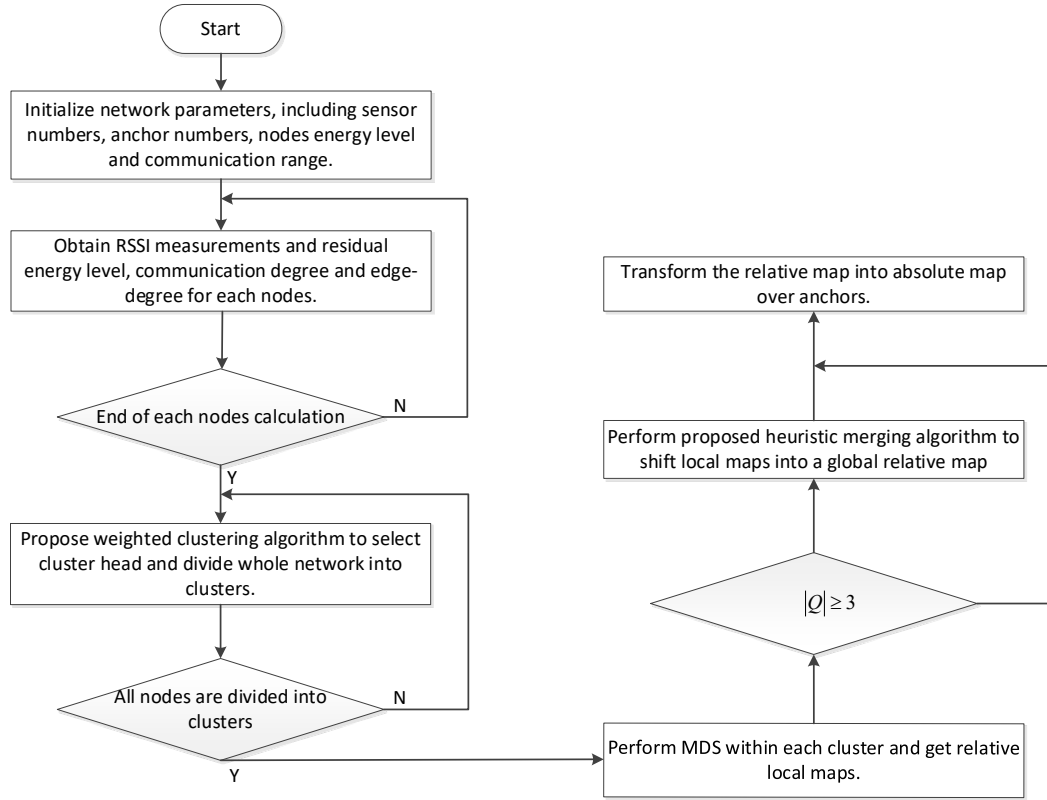 Start
Initialize network parameters, including sensor
numbers, anchor numbers, nodes energy level
and communication range.
Obtain RSSI measurements and residual
energy level, communication degree and edge-
degree for each nodes.
End of each nodes calculation
N
Y
Propose weighted clustering algorithm to select
cluster head and divide whole network into
clusters.
All nodes are divided into
clusters
N
Y
Transform the relative map into absolute map
over anchors.
Perform proposed heuristic merging algorithm to
shift local maps into a global relative map
|Q| ≥ 3
Perform MDS within each cluster and get relative
local maps.